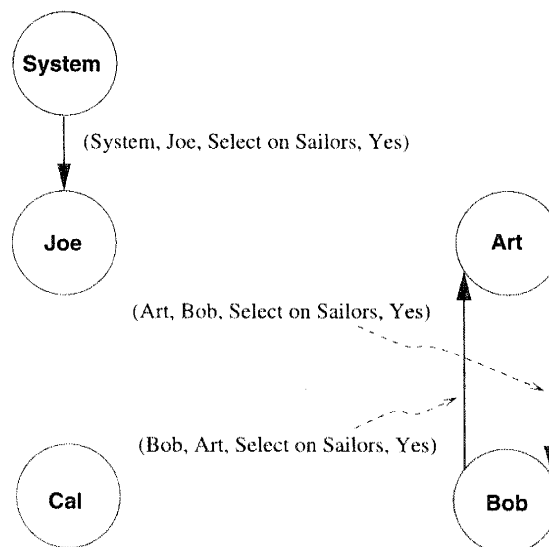 System
(System, Joe, Select on Sailors, Yes)
Joe
Art
(Art, Bob, Select on Sailors, Yes)
(Bob, Art, Select on Sailors, Yes)
Cal
Bob